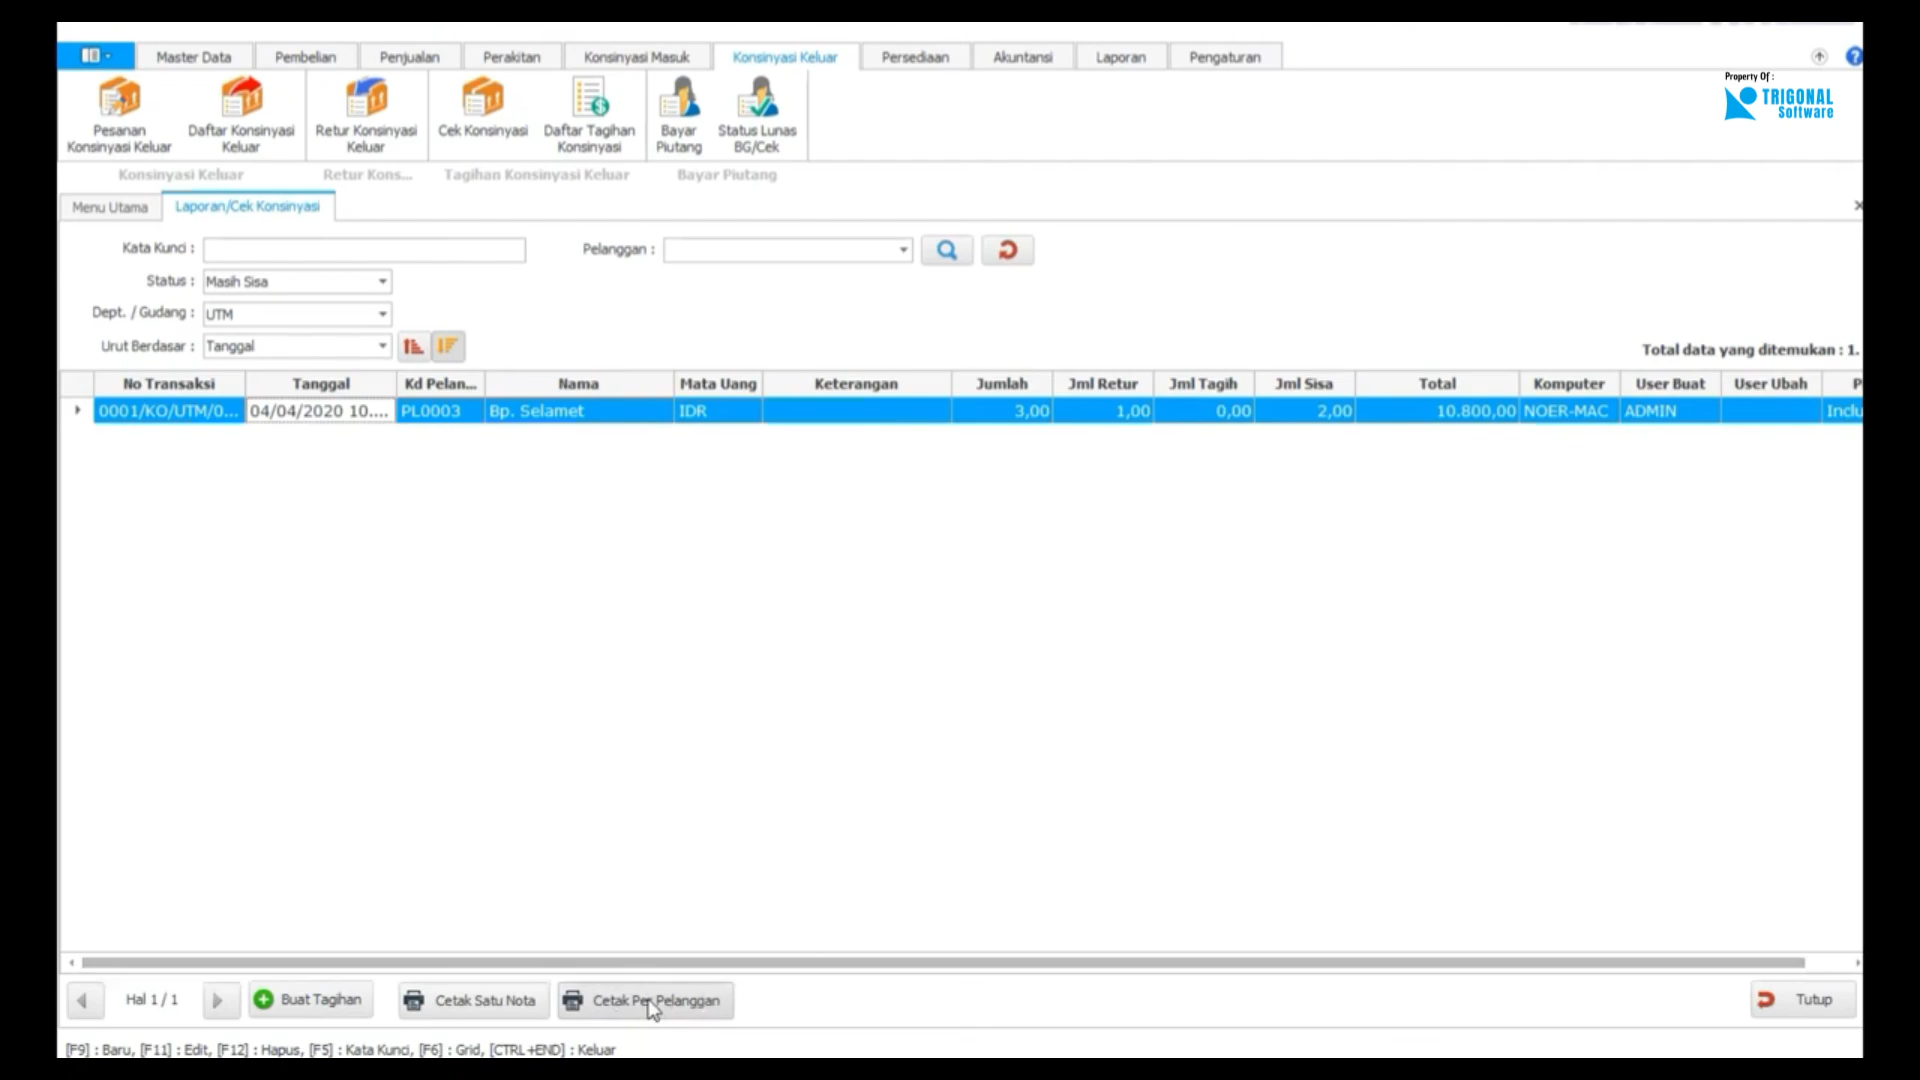 Property Of :
TRIGONAL
Software
Master Data Pembelian Penjualan Perakitan Konsinyasi Masuk Konsinyasi Keluar Persediaan Akuntansi Laporan Pengaturan
Pesanan Konsinyasi Keluar
Daftar Konsinyasi Keluar
Retur Konsinyasi Keluar
Cek Konsinyasi
Daftar Tagihan Konsinyasi
Bayar Piutang
Status Lunas BG/Cek
Konsinyasi Keluar Retur Kons... Tagihan Konsinyasi Keluar Bayar Piutang
Menu Utama Laporan/Cek Konsinyasi
Kata Kunci : Pelanggan :
Status : Masih Sisa
Dept. / Gudang : UTM
Urut Berdasar : Tanggal
Total data yang ditemukan : 1.
No Transaksi Tanggal Kd Pelan... Nama Mata Uang Keterangan Jumlah Jml Retur Jml Tagih Jml Sisa Total Komputer User Buat User Ubah P
0001/KO/UTM/0... 04/04/2020 10.... PL0003 Bp. Selamet IDR 3,00 1,00 0,00 2,00 10.800,00 NOER-MAC ADMIN Inclu
Hal 1 / 1 Buat Tagihan Cetak Satu Nota Cetak Per Pelanggan Tutup
[F9] : Baru, [F11] : Edit, [F12] : Hapus, [F5] : Kata Kunci, [F6] : Grid, [CTRL+END] : Keluar